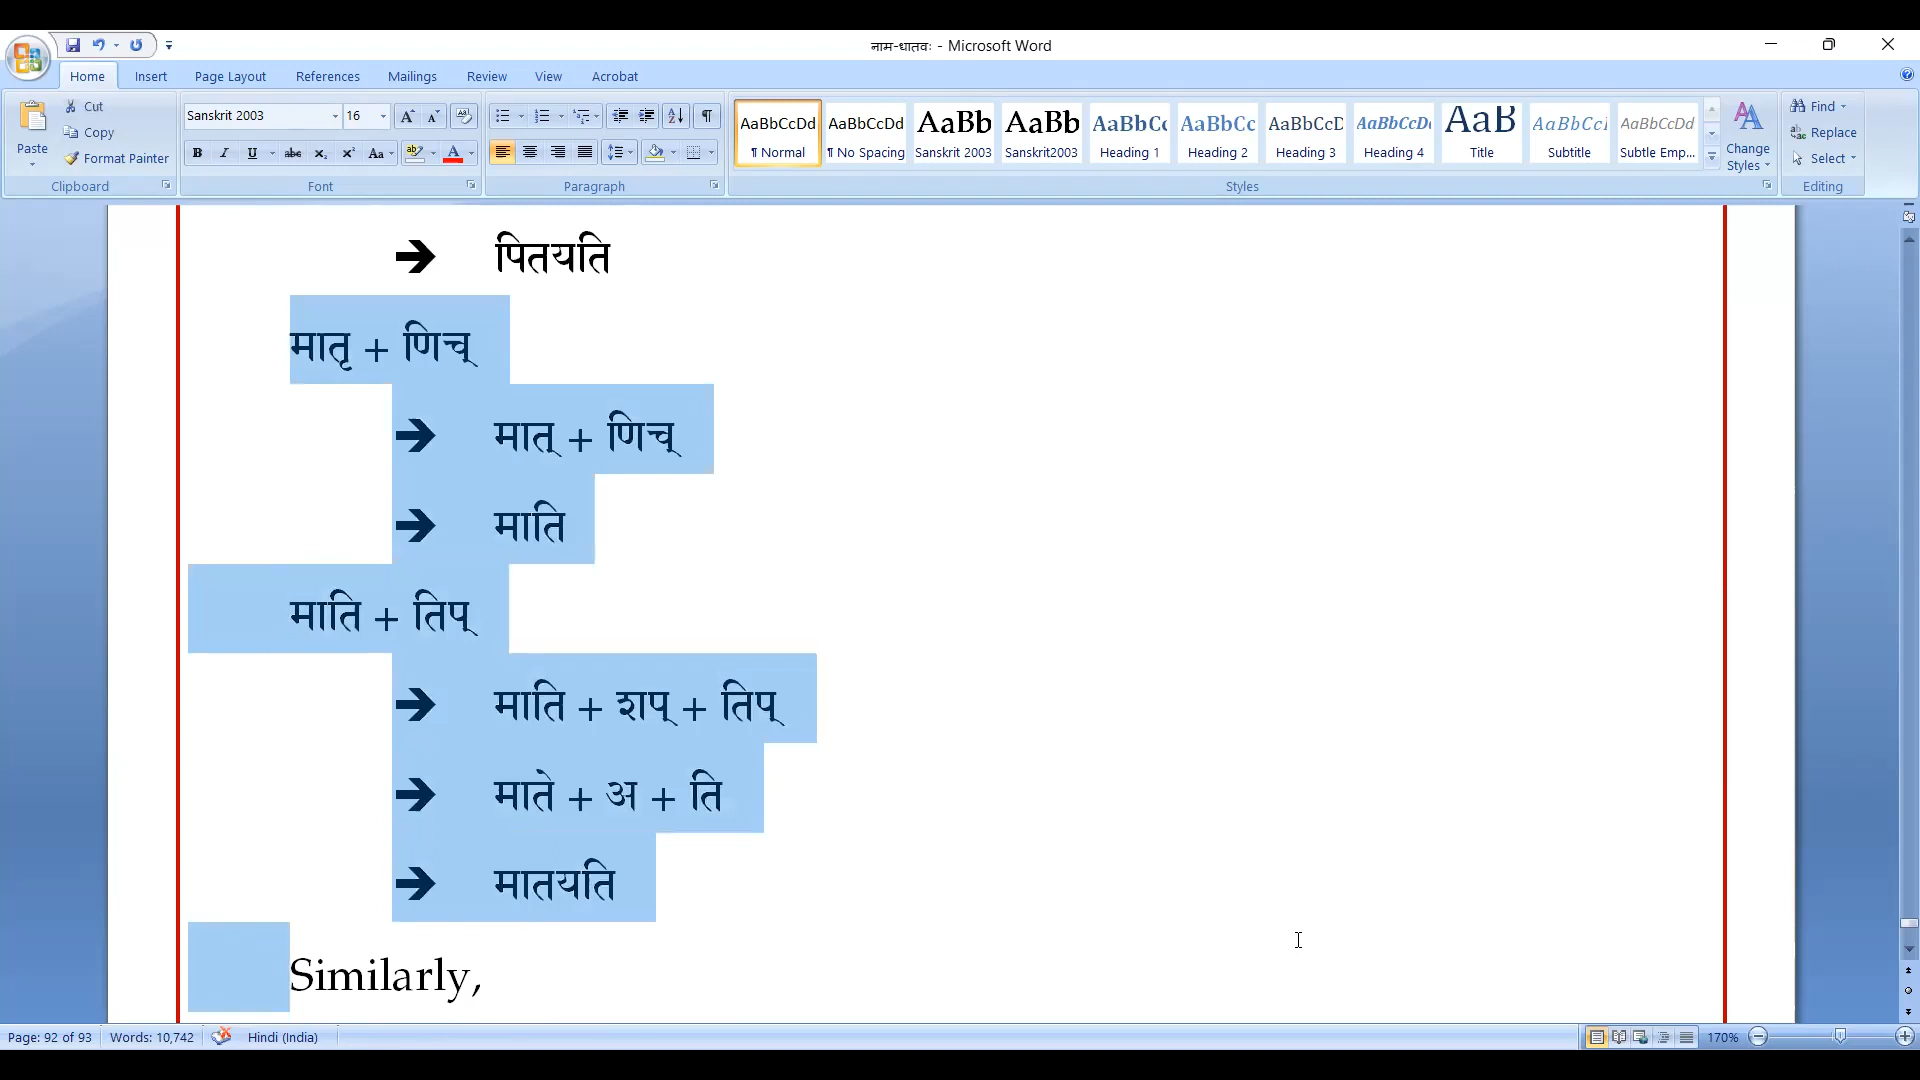 नाम-धातवः - Microsoft Word
Home Insert Page Layout References Mailings Review View Acrobat
Paste Cut Copy Format Painter Clipboard
Sanskrit 2003 16 Font
Paragraph
AaBbCcDd ¶ Normal
AaBbCcDd ¶ No Spacing
AaBb Sanskrit 2003
AaBb Sanskrit2003
AaBbCc Heading 1
AaBbCc Heading 2
AaBbCcD Heading 3
AaBbCcDc Heading 4
AaB Title
AaBbCcI Subtitle
AaBbCcDd Subtle Emp...
Styles
Change Styles
Find Replace Select Editing
➔ पितयति
मातृ + णिच्
➔ मात् + णिच्
➔ माति
माति + तिप्
➔ माति + शप् + तिप्
➔ माते + अ + ति
➔ मातयति
Similarly,
Page: 92 of 93 Words: 10,742 Hindi (India) 170%